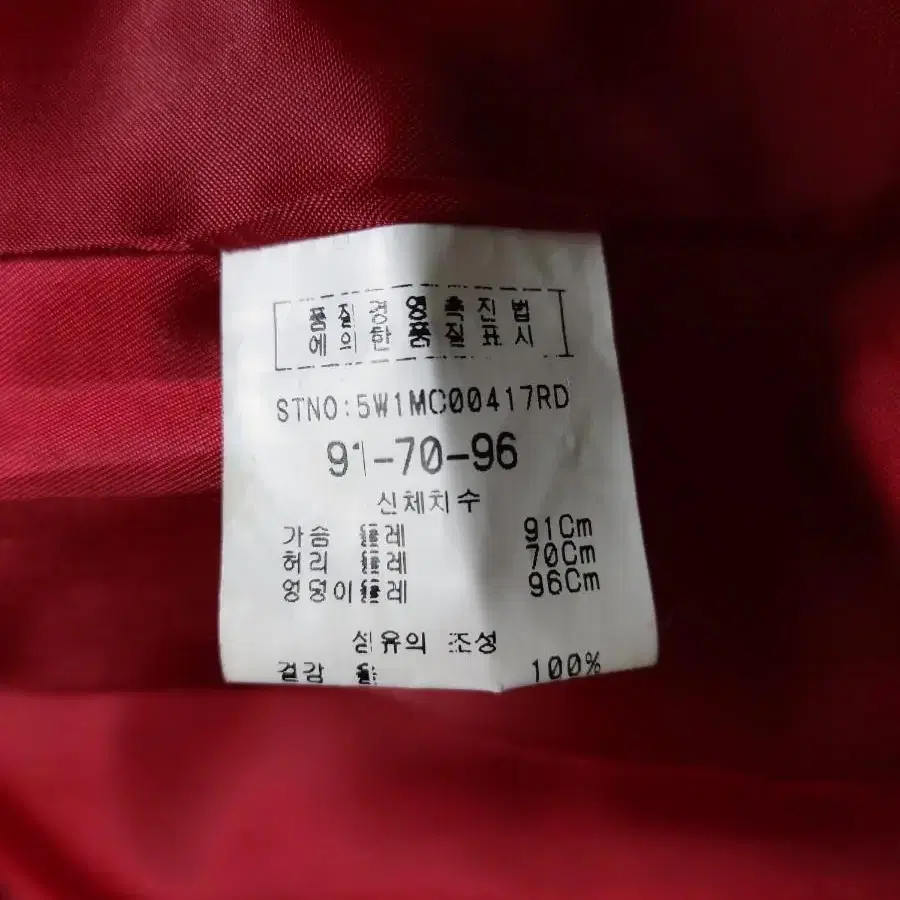 품질경영촉진법
에의한품질표시
STNO:5W1MC00417RD
91-70-96
신체치수
가슴 둘레 91Cm
허리 둘레 70Cm
엉덩이둘레 96Cm
섬유의 조성
겉감 100%